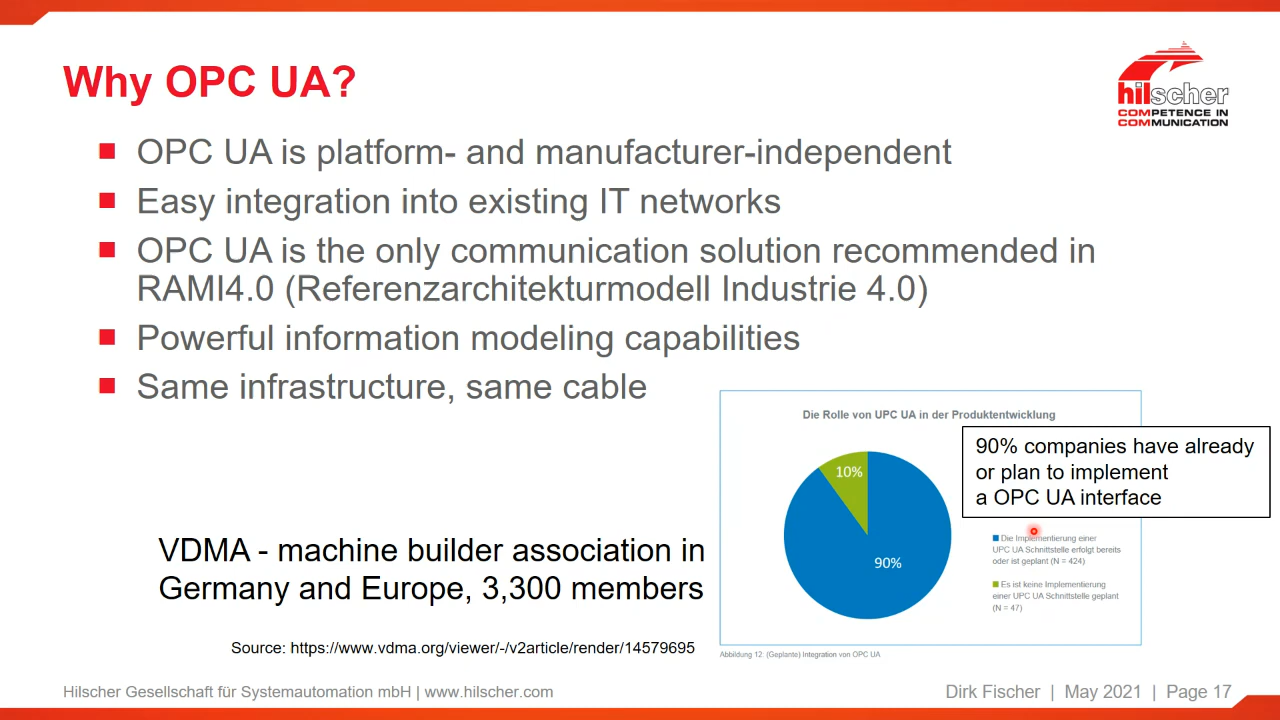 Why OPC UA?
hilscher
COMPETENCE IN
COMMUNICATION
OPC UA is platform- and manufacturer-independent
Easy integration into existing IT networks
OPC UA is the only communication solution recommended in
RAMI4.0 (Referenzarchitekturmodell Industrie 4.0)
Powerful information modeling capabilities
Same infrastructure, same cable
Die Rolle von UPC UA in der Produktentwicklung
90% companies have already
or plan to implement
a OPC UA interface
10%
90%
Die Implementierung einer
UPC UA Schnittstelle erfolgt bereits
oder ist geplant (N = 424)
Es ist keine Implementierung
einer UPC UA Schnittstelle geplant
(N = 47)
Abbildung 12: (Geplante) Integration von OPC UA
VDMA - machine builder association in
Germany and Europe, 3,300 members
Source: https://www.vdma.org/viewer/-/v2article/render/14579695
Hilscher Gesellschaft für Systemautomation mbH | www.hilscher.com
Dirk Fischer | May 2021 | Page 17